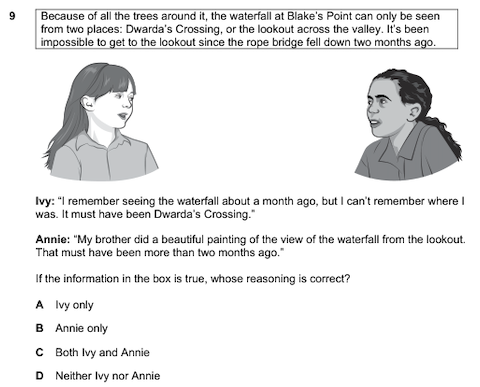 9
Because of all the trees around it, the waterfall at Blake's Point can only be seen
from two places: Dwarda's Crossing, or the lookout across the valley. It's been
impossible to get to the lookout since the rope bridge fell down two months ago.
Ivy: "I remember seeing the waterfall about a month ago, but I can't remember where I
was. It must have been Dwarda's Crossing."
Annie: "My brother did a beautiful painting of the view of the waterfall from the lookout.
That must have been more than two months ago."
If the information in the box is true, whose reasoning is correct?
A Ivy only
B Annie only
C Both Ivy and Annie
D Neither Ivy nor Annie